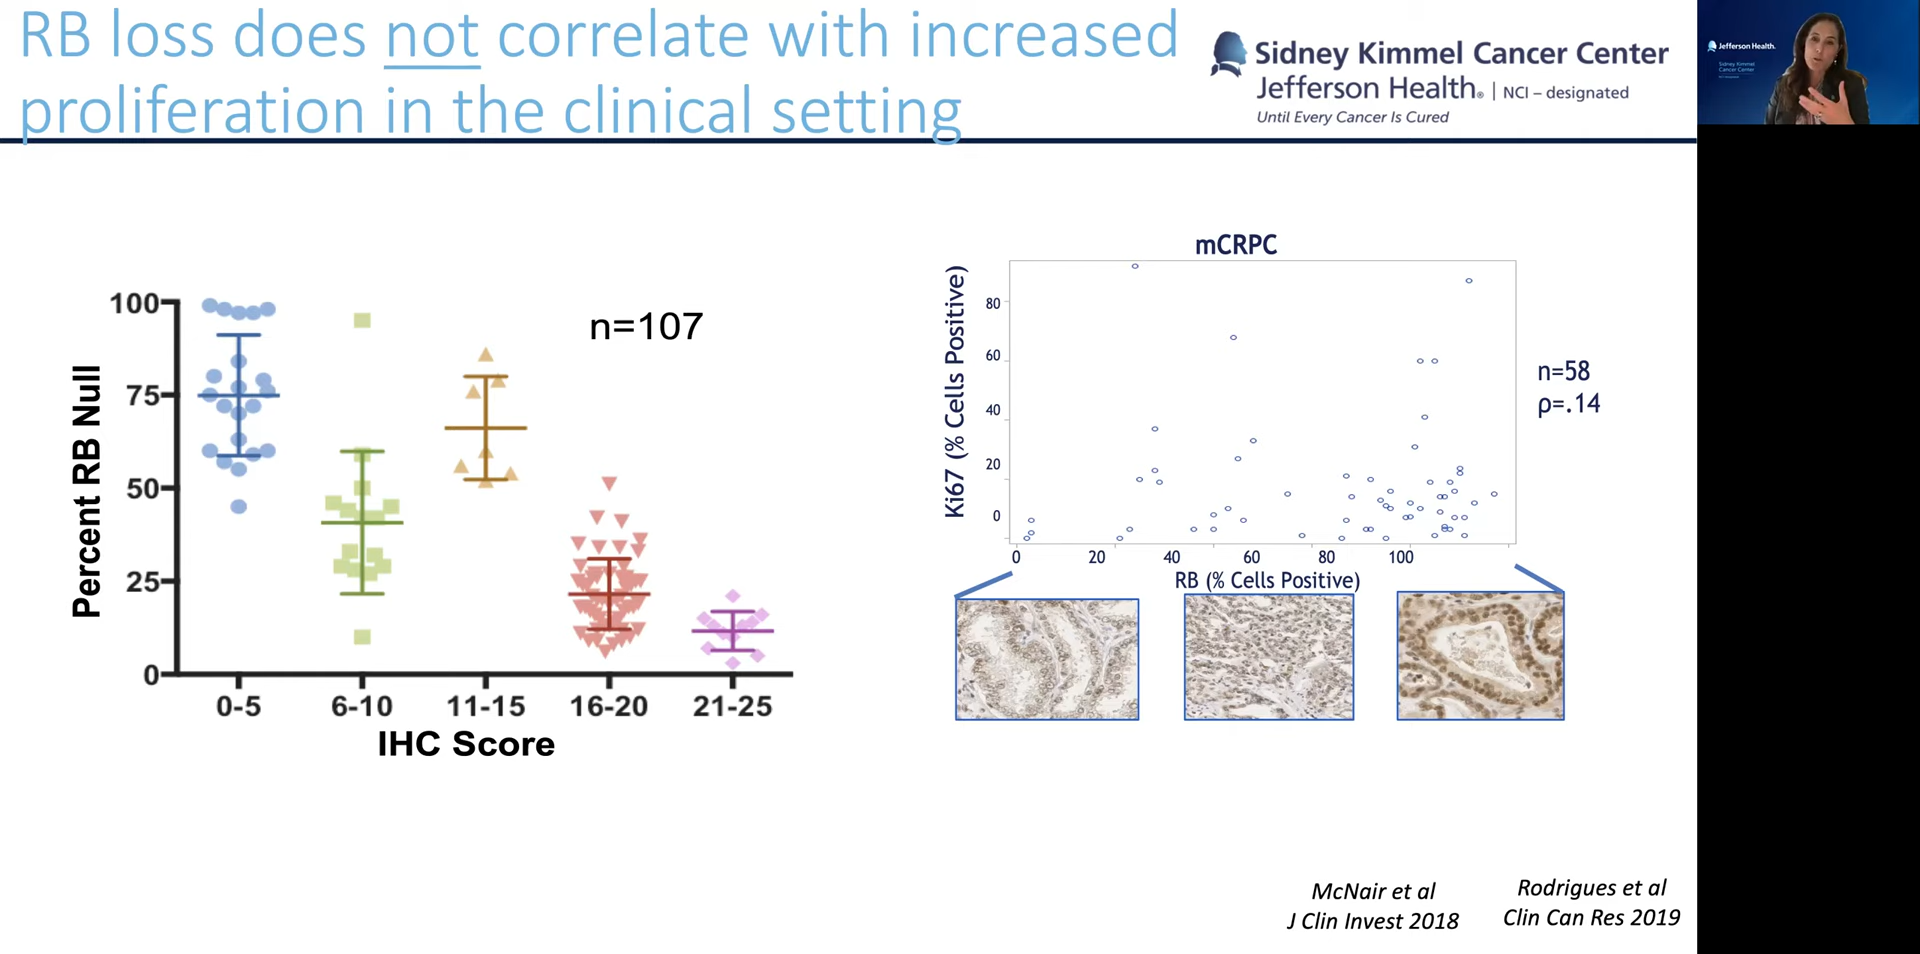 RB loss does not correlate with increased
proliferation in the clinical setting
Sidney Kimmel Cancer Center
Jefferson Health® | NCI – designated
Until Every Cancer Is Cured
Jefferson Health.
Sidney Kimmel
Cancer Center
Percent RB Null
100
75
50
25
0
n=107
0-5
6-10
11-15
16-20
21-25
IHC Score
mCRPC
Ki67 (% Cells Positive)
80
60
40
20
0
0
20
40
60
80
100
RB (% Cells Positive)
n=58
ρ=.14
McNair et al
J Clin Invest 2018
Rodrigues et al
Clin Can Res 2019